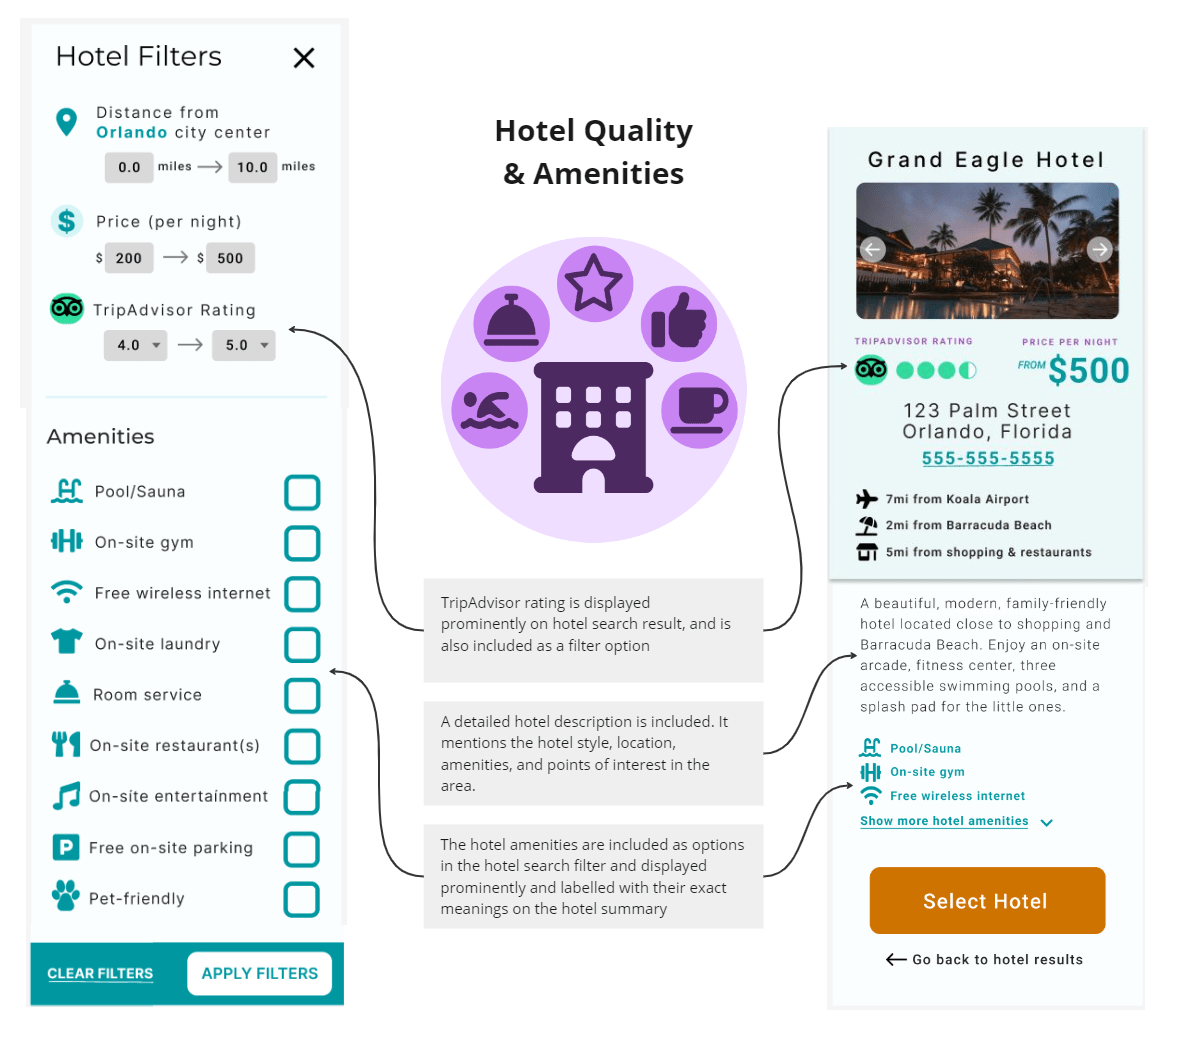 Hotel Filters
Distance from
Orlando city center
0.0 miles → 10.0 miles
Price (per night)
$ 200 → $ 500
TripAdvisor Rating
4.0 → 5.0
Amenities
Pool/Sauna
On-site gym
Free wireless internet
On-site laundry
Room service
On-site restaurant(s)
On-site entertainment
Free on-site parking
Pet-friendly
CLEAR FILTERS
APPLY FILTERS
Hotel Quality
& Amenities
TripAdvisor rating is displayed
prominently on hotel search result, and is
also included as a filter option
A detailed hotel description is included. It
mentions the hotel style, location,
amenities, and points of interest in the
area.
The hotel amenities are included as options
in the hotel search filter and displayed
prominently and labelled with their exact
meanings on the hotel summary
Grand Eagle Hotel
TRIPADVISOR RATING
PRICE PER NIGHT
FROM $500
123 Palm Street
Orlando, Florida
555-555-5555
7mi from Koala Airport
2mi from Barracuda Beach
5mi from shopping & restaurants
A beautiful, modern, family-friendly
hotel located close to shopping and
Barracuda Beach. Enjoy an on-site
arcade, fitness center, three
accessible swimming pools, and a
splash pad for the little ones.
Pool/Sauna
On-site gym
Free wireless internet
Show more hotel amenities
Select Hotel
← Go back to hotel results